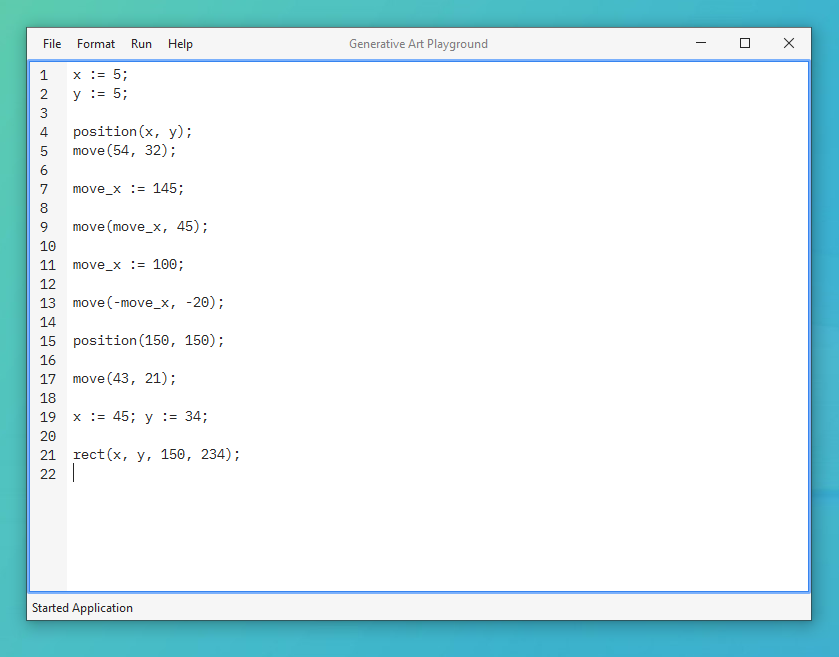 File Format Run Help Generative Art Playground
1 x := 5;
2 y := 5;
3
4 position(x, y);
5 move(54, 32);
6
7 move_x := 145;
8
9 move(move_x, 45);
10
11 move_x := 100;
12
13 move(-move_x, -20);
14
15 position(150, 150);
16
17 move(43, 21);
18
19 x := 45; y := 34;
20
21 rect(x, y, 150, 234);
22
Started Application